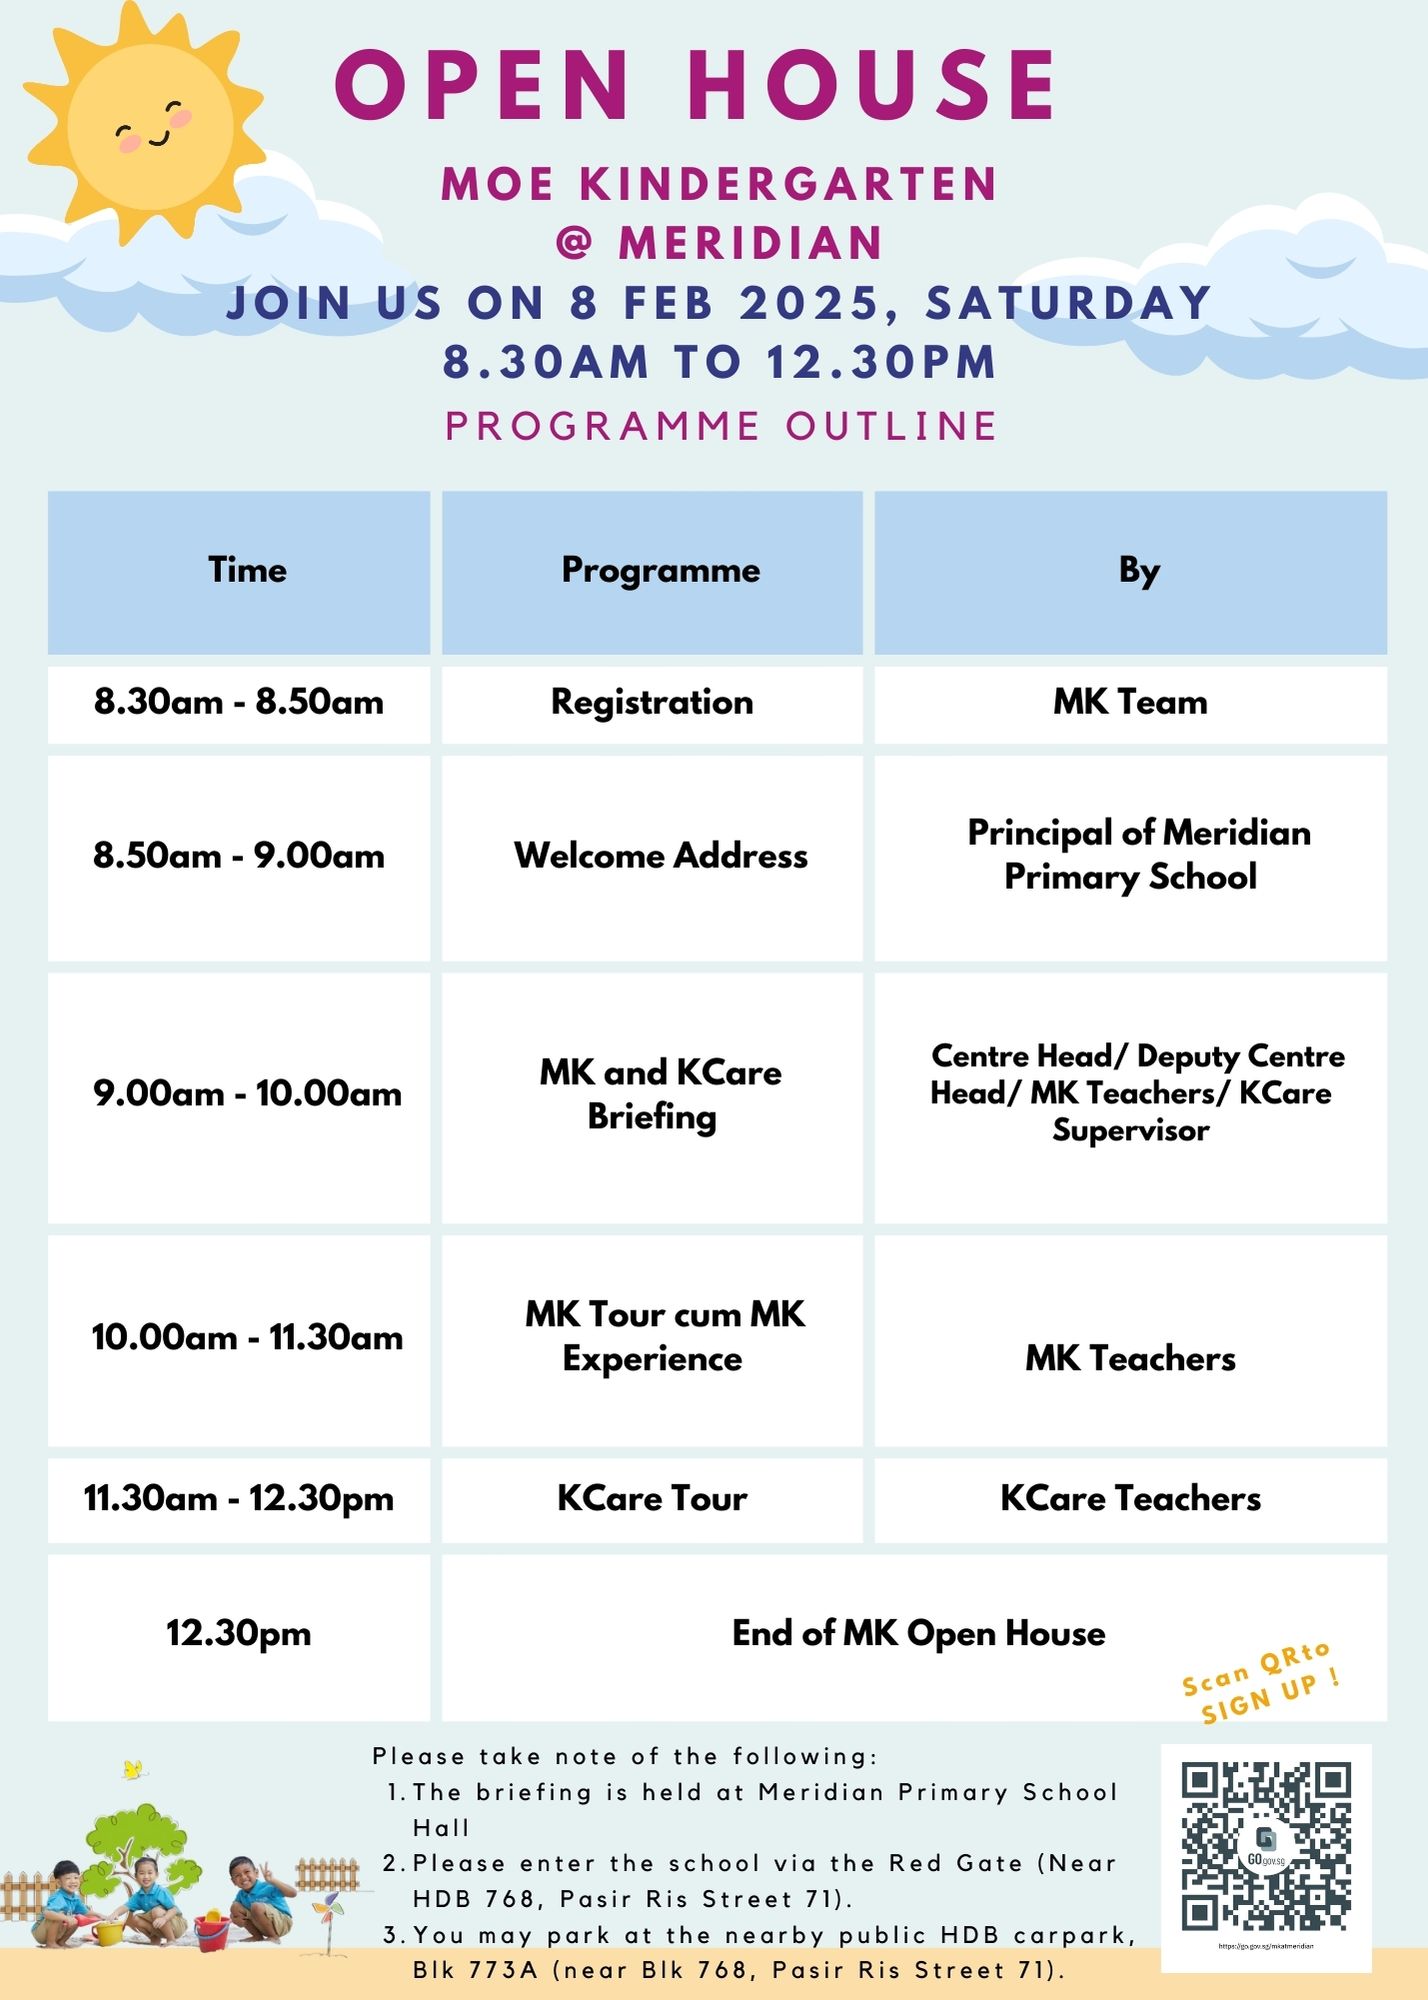 OPEN HOUSE
MOE KINDERGARTEN
@ MERIDIAN
JOIN US ON 8 FEB 2025, SATURDAY
8.30AM TO 12.30PM
PROGRAMME OUTLINE
Time
Programme
By
8.30am - 8.50am
Registration
MK Team
8.50am - 9.00am
Welcome Address
Principal of Meridian
Primary School
9.00am - 10.00am
MK and KCare
Briefing
Centre Head/ Deputy Centre
Head/ MK Teachers/ KCare
Supervisor
10.00am - 11.30am
MK Tour cum MK
Experience
MK Teachers
11.30am - 12.30pm
KCare Tour
KCare Teachers
12.30pm
End of MK Open House
Scan QRto
SIGN UP !
Please take note of the following:
1. The briefing is held at Meridian Primary School
Hall
2. Please enter the school via the Red Gate (Near
HDB 768, Pasir Ris Street 71).
3. You may park at the nearby public HDB carpark,
Blk 773A (near Blk 768, Pasir Ris Street 71).
GO.gov.sg
https://go.gov.sg/mkatmeridian